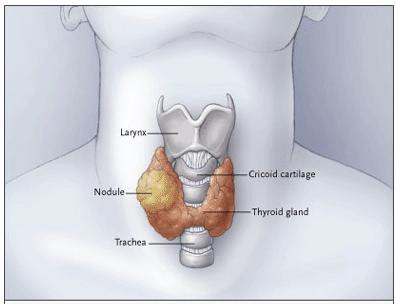 Larynx
Cricoid cartilage
Nodule
Thyroid gland
Trachea